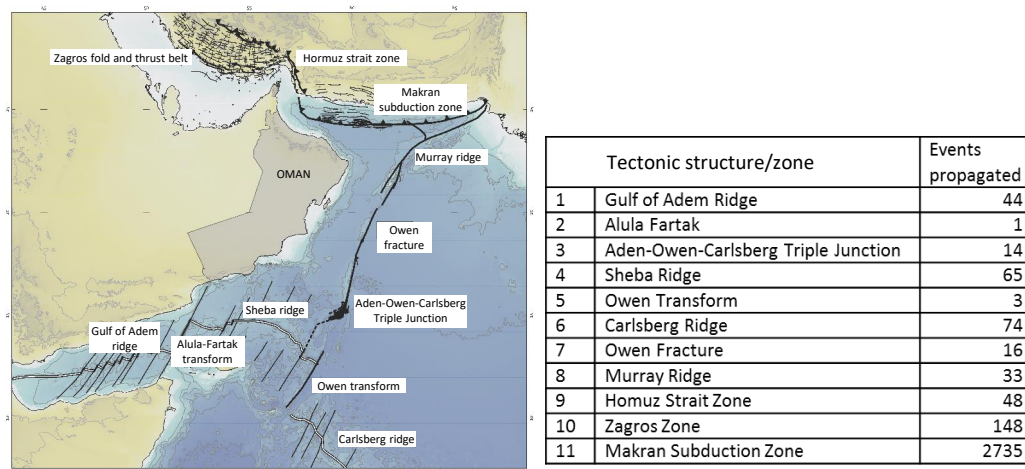 Zagros fold and thrust belt
Hormuz strait zone
Makran
subduction zone
Murray ridge
OMAN
Owen
fracture
Aden-Owen-Carlsberg
Triple Junction
Sheba ridge
Gulf of Adem
ridge
Alula-Fartak
transform
Owen transform
Carlsberg ridge
Tectonic structure/zone Events
propagated
1 Gulf of Adem Ridge 44
2 Alula Fartak 1
3 Aden-Owen-Carlsberg Triple Junction 14
4 Sheba Ridge 65
5 Owen Transform 3
6 Carlsberg Ridge 74
7 Owen Fracture 16
8 Murray Ridge 33
9 Homuz Strait Zone 48
10 Zagros Zone 148
11 Makran Subduction Zone 2735